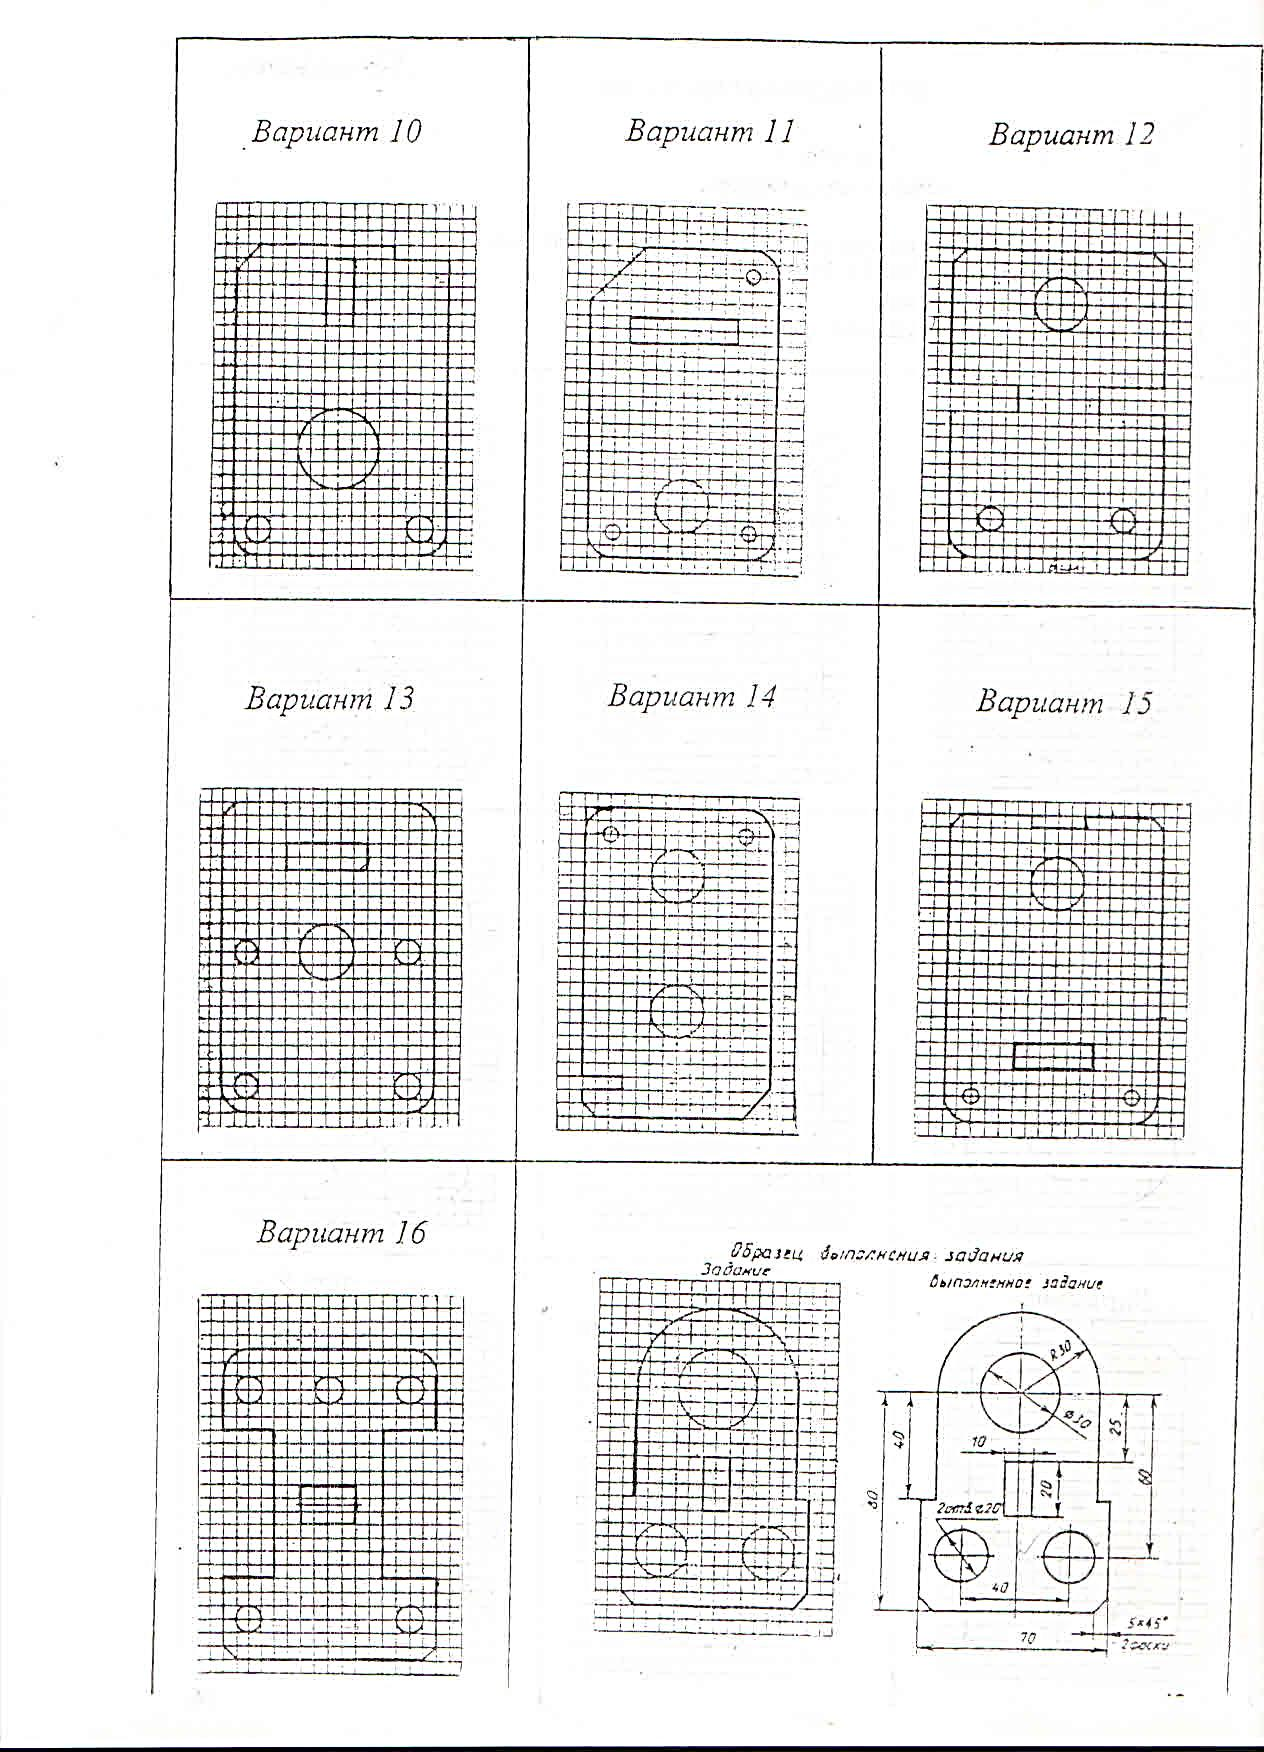 Вариант 10
Вариант 11
Вариант 12
Вариант 13
Вариант 14
Вариант 15
Вариант 16
Образец выполнения задания
Задание
Выполненное задание
R30
ø30
25
40
10
60
80
20
2отв ø20
40
5×45°
2 фаски
70